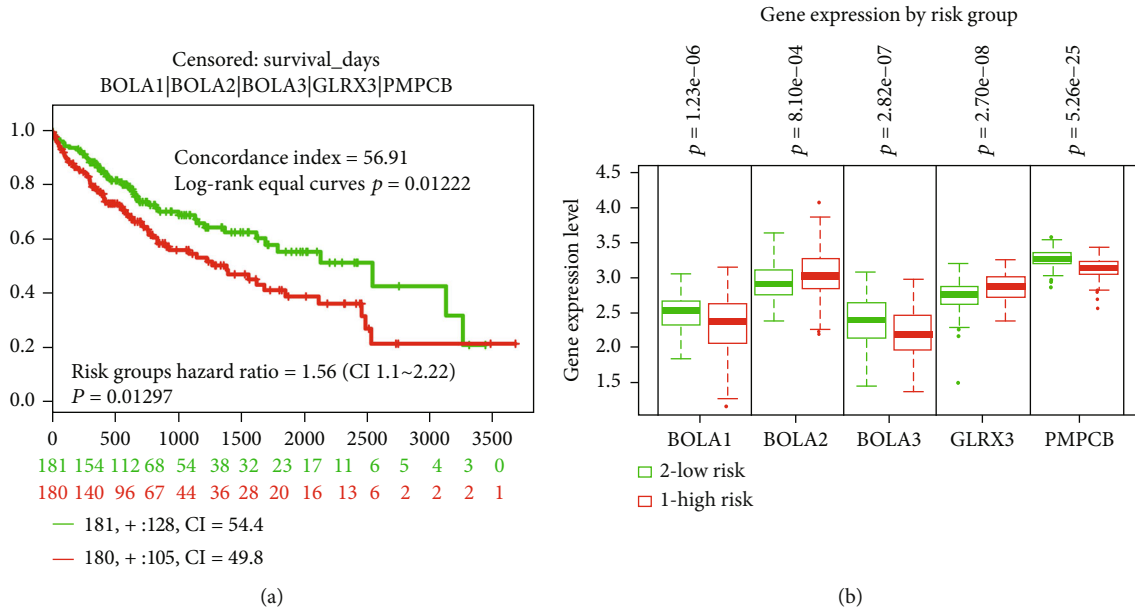 Censored: survival_days
BOLA1|BOLA2|BOLA3|GLRX3|PMPCB
1.0
0.8
0.6
0.4
0.2
0.0
Concordance index = 56.91
Log-rank equal curves p = 0.01222
Risk groups hazard ratio = 1.56 (CI 1.1~2.22)
P = 0.01297
0 500 1000 1500 2000 2500 3000 3500
181 154 112 68 54 38 32 23 17 11 6 5 4 3 0
180 140 96 67 44 36 28 20 16 13 6 2 2 2 1
181, + :128, CI = 54.4
180, + :105, CI = 49.8
(a)
Gene expression by risk group
p = 1.23e−06
p = 8.10e−04
p = 2.82e−07
p = 2.70e−08
p = 5.26e−25
Gene expression level
4.5
4.0
3.5
3.0
2.5
2.0
1.5
BOLA1 BOLA2 BOLA3 GLRX3 PMPCB
2-low risk
1-high risk
(b)